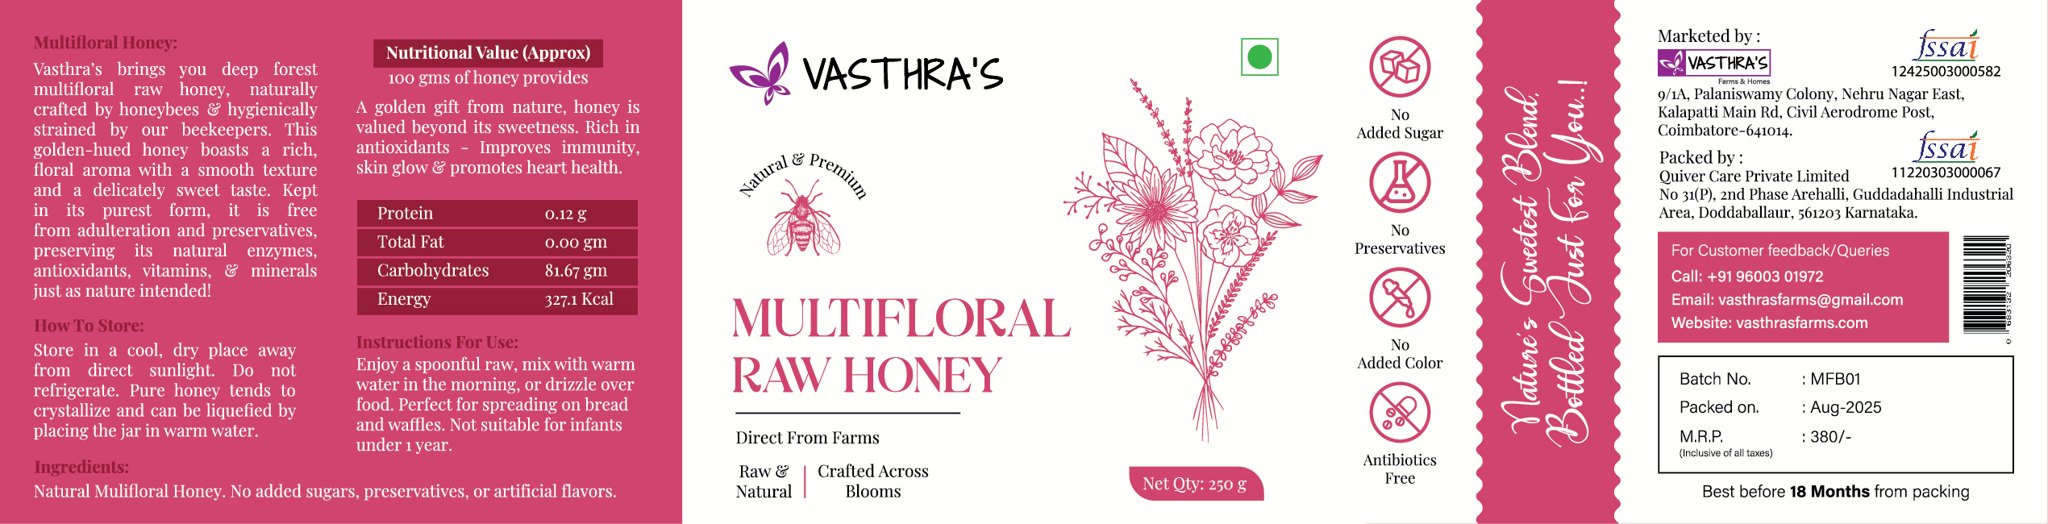 Multifloral Honey:
Vasthra's brings you deep forest
multifloral raw honey, naturally
crafted by honeybees & hygienically
strained by our beekeepers. This
golden-hued honey boasts a rich,
floral aroma with a smooth texture
and a delicately sweet taste. Kept
in its purest form, it is free
from adulteration and preservatives,
preserving its natural enzymes,
antioxidants, vitamins, & minerals
just as nature intended!
How To Store:
Store in a cool, dry place away
from direct sunlight. Do not
refrigerate. Pure honey tends to
crystallize and can be liquefied by
placing the jar in warm water.
Ingredients:
Natural Mulifloral Honey. No added sugars, preservatives, or artificial flavors.
Nutritional Value (Approx)
100 gms of honey provides
A golden gift from nature, honey is
valued beyond its sweetness. Rich in
antioxidants - Improves immunity,
skin glow & promotes heart health.
Protein 0.12 g
Total Fat 0.00 gm
Carbohydrates 81.67 gm
Energy 327.1 Kcal
Instructions For Use:
Enjoy a spoonful raw, mix with warm
water in the morning, or drizzle over
food. Perfect for spreading on bread
and waffles. Not suitable for infants
under 1 year.
VASTHRA'S
Natural & Premium
MULTIFLORAL
RAW HONEY
Direct From Farms
Raw &
Natural
Crafted Across
Blooms
Net Qty: 250 g
No
Added Sugar
No
Preservatives
No
Added Color
Antibiotics
Free
Nature's Sweetest Blend,
Bottled Just for You..!
Marketed by :
VASTHRA'S
Farms & Homes
fssai
12425003000582
9/1A, Palaniswamy Colony, Nehru Nagar East,
Kalapatti Main Rd, Civil Aerodrome Post,
Coimbatore-641014.
fssai
11220303000067
Packed by :
Quiver Care Private Limited
No 31(P), 2nd Phase Arehalli, Guddadahalli Industrial
Area, Doddaballaur, 561203 Karnataka.
For Customer feedback/Queries
Call: +91 96003 01972
Email: vasthrasfarms@gmail.com
Website: vasthrasfarms.com
0 683132 206320
Batch No. : MFB01
Packed on. : Aug-2025
M.R.P. : 380/-
(Inclusive of all taxes)
Best before 18 Months from packing